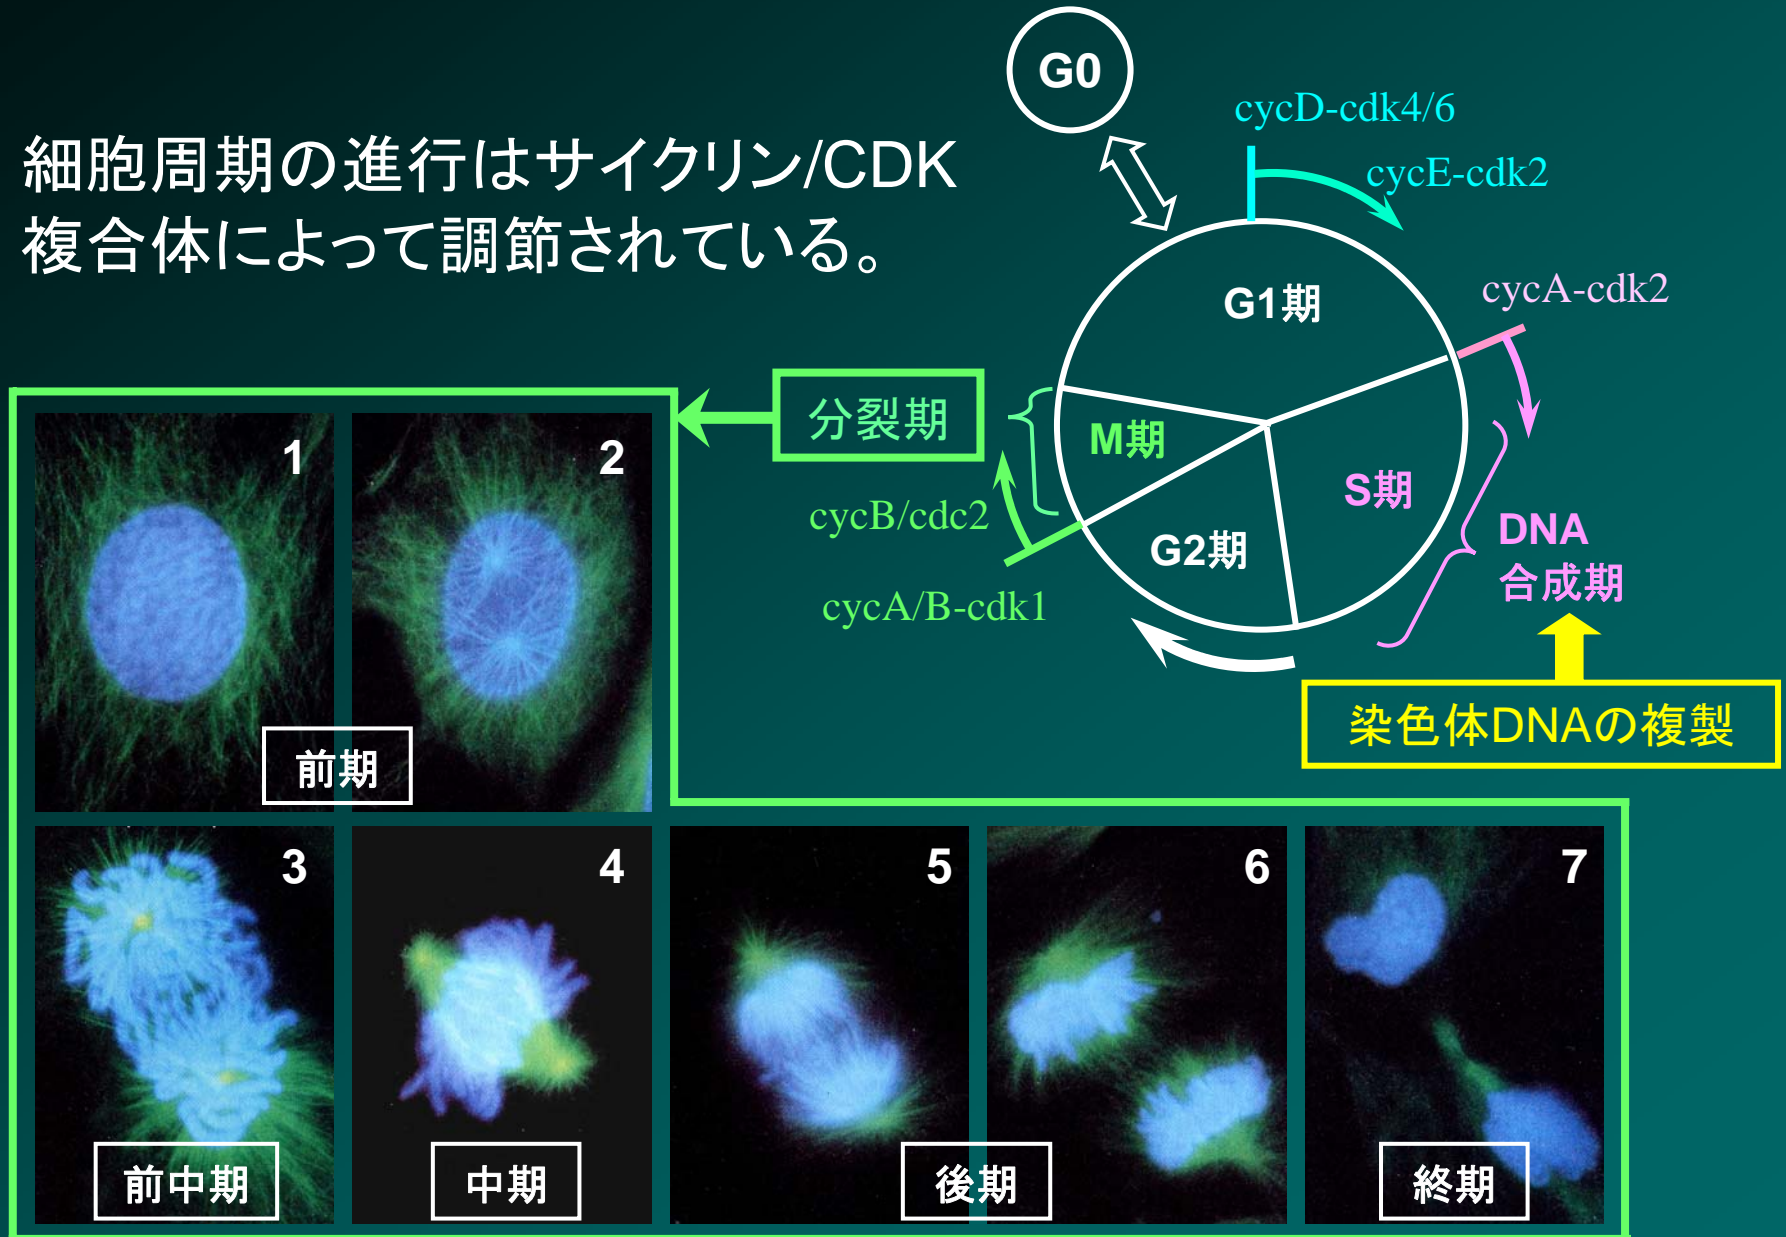 細胞周期の進行はサイクリン/CDK
複合体によって調節されている。
G0
cycD-cdk4/6
cycE-cdk2
G1期
cycA-cdk2
分裂期
M期
S期
cycB/cdc2
G2期
DNA
合成期
cycA/B-cdk1
染色体DNAの複製
1
2
前期
3
4
5
6
7
前中期
中期
後期
終期